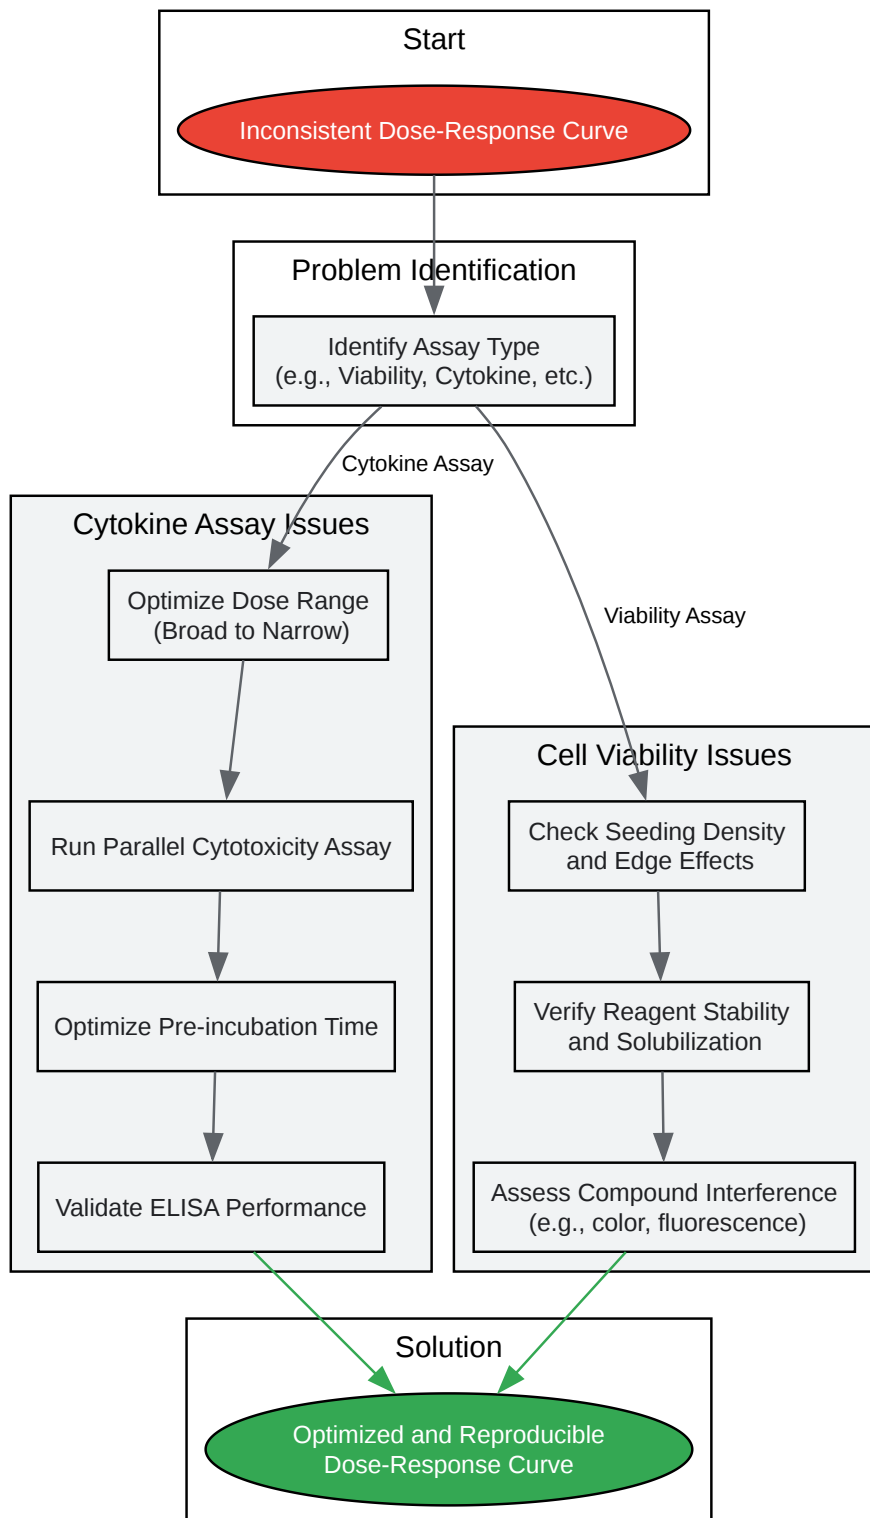 Start
Inconsistent Dose-Response Curve
Problem Identification
Identify Assay Type
(e.g., Viability, Cytokine, etc.)
Cytokine Assay
Viability Assay
Cytokine Assay Issues
Optimize Dose Range
(Broad to Narrow)
Run Parallel Cytotoxicity Assay
Optimize Pre-incubation Time
Validate ELISA Performance
Cell Viability Issues
Check Seeding Density
and Edge Effects
Verify Reagent Stability
and Solubilization
Assess Compound Interference
(e.g., color, fluorescence)
Solution
Optimized and Reproducible
Dose-Response Curve